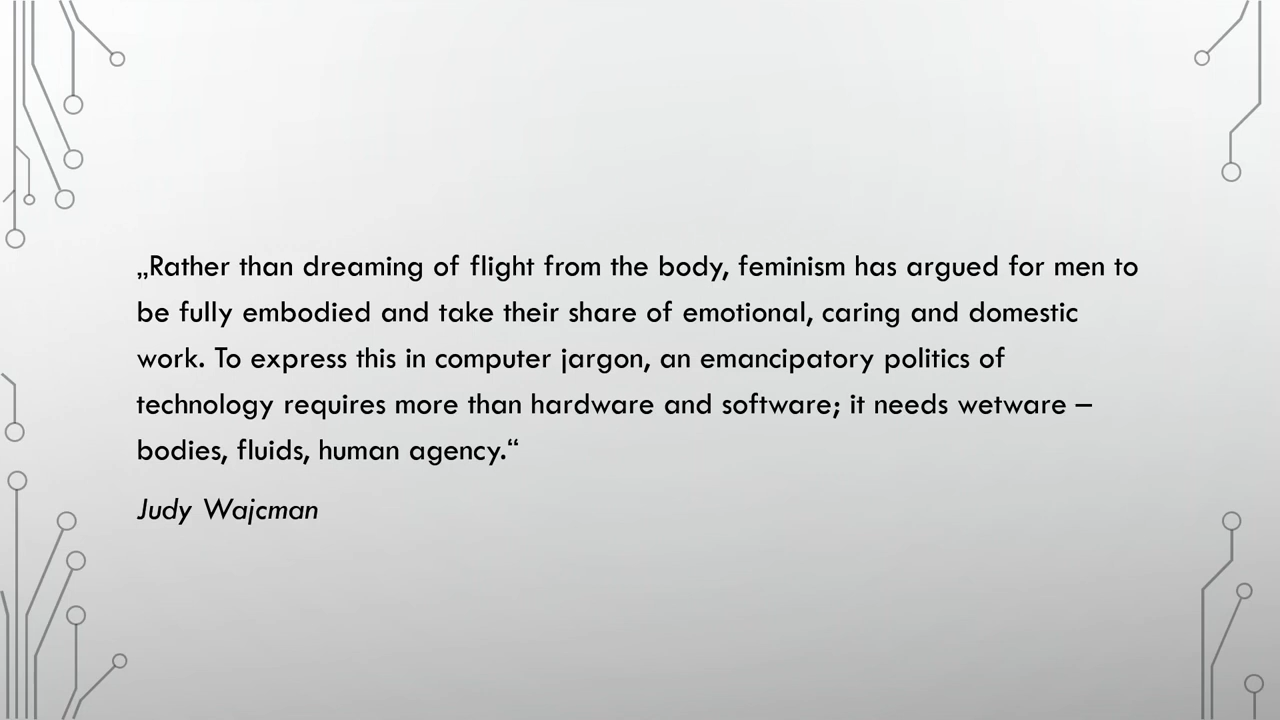 „Rather than dreaming of flight from the body, feminism has argued for men to
be fully embodied and take their share of emotional, caring and domestic
work. To express this in computer jargon, an emancipatory politics of
technology requires more than hardware and software; it needs wetware –
bodies, fluids, human agency.“
Judy Wajcman